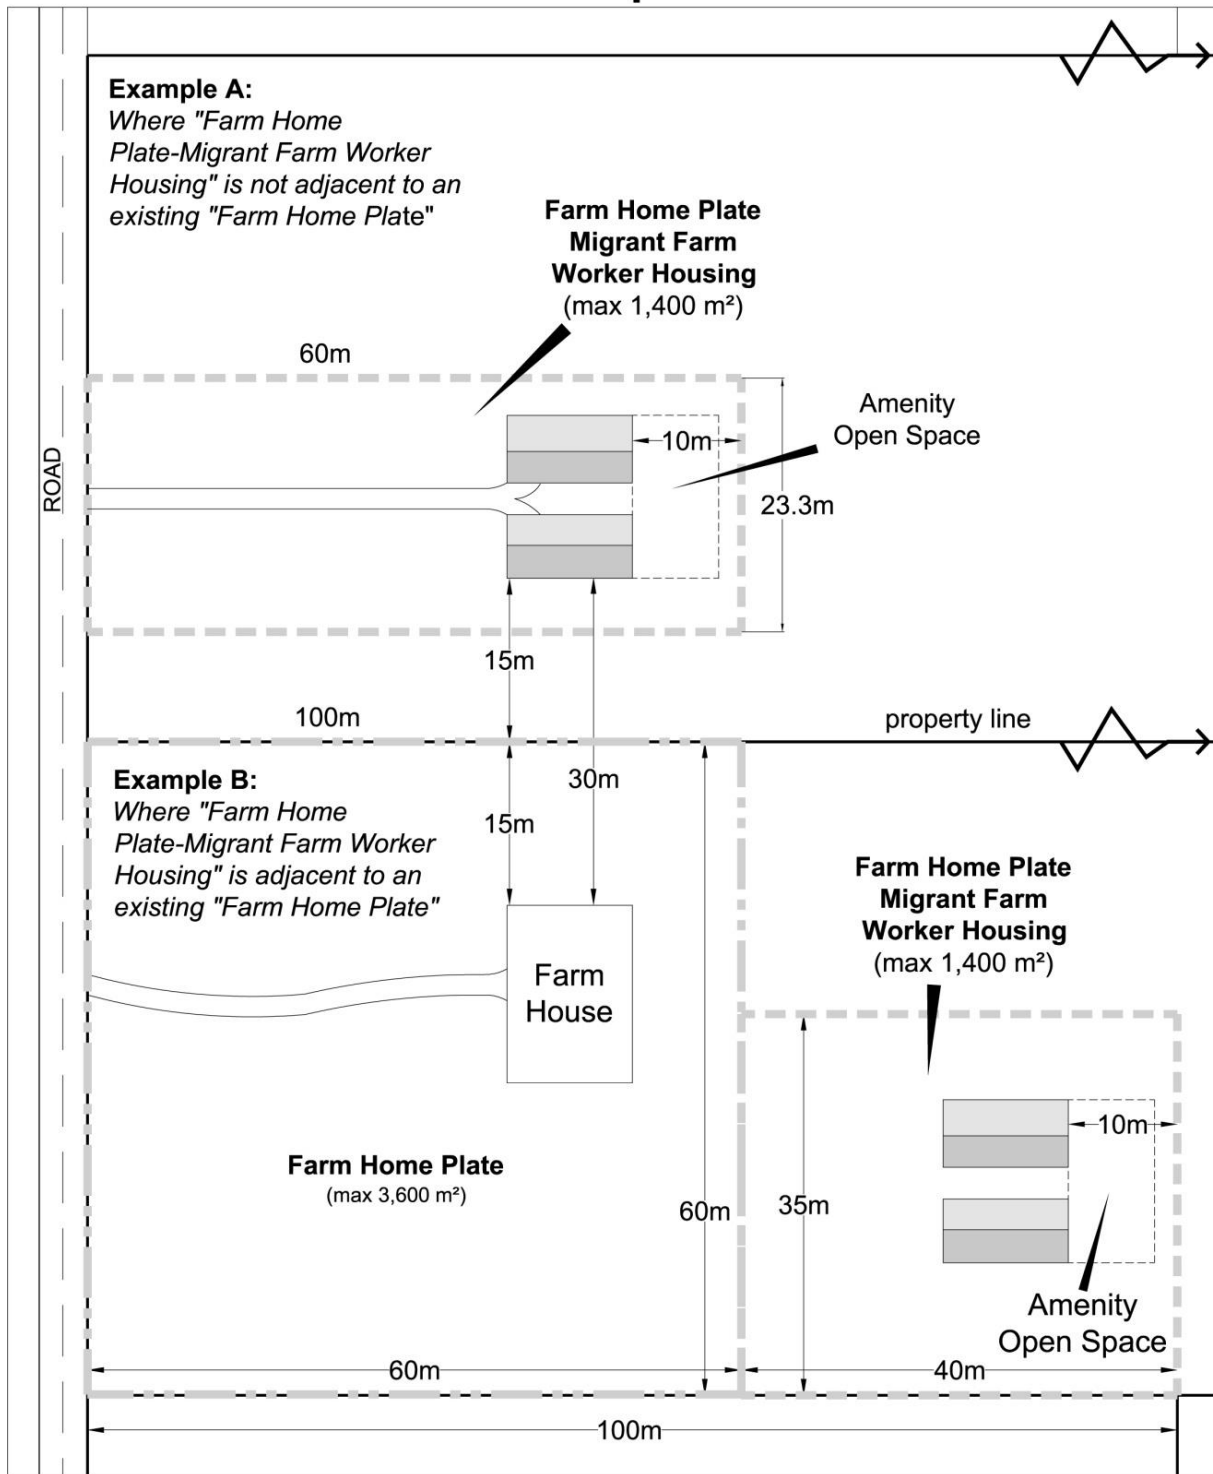 Example A:
Where "Farm Home
Plate-Migrant Farm Worker
Housing" is not adjacent to an
existing "Farm Home Plate"
Farm Home Plate
Migrant Farm
Worker Housing
(max 1,400 m²)
60m
Amenity
Open Space
10m
ROAD
23.3m
15m
100m
property line
Example B:
Where "Farm Home
Plate-Migrant Farm Worker
Housing" is adjacent to an
existing "Farm Home Plate"
30m
15m
Farm Home Plate
Migrant Farm
Worker Housing
(max 1,400 m²)
Farm
House
10m
Farm Home Plate
(max 3,600 m²)
60m
35m
Amenity
Open Space
60m
40m
100m